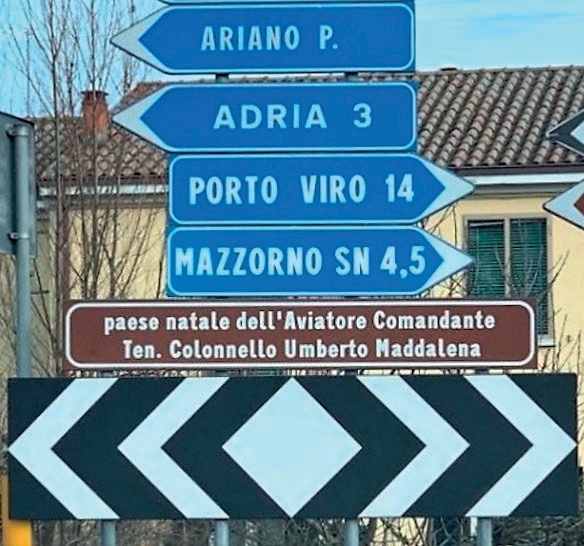 ARIANO P.
ADRIA 3
PORTO VIRO 14
MAZZORNO SN 4,5
paese natale dell'Aviatore Comandante
Ten. Colonnello Umberto Maddalena